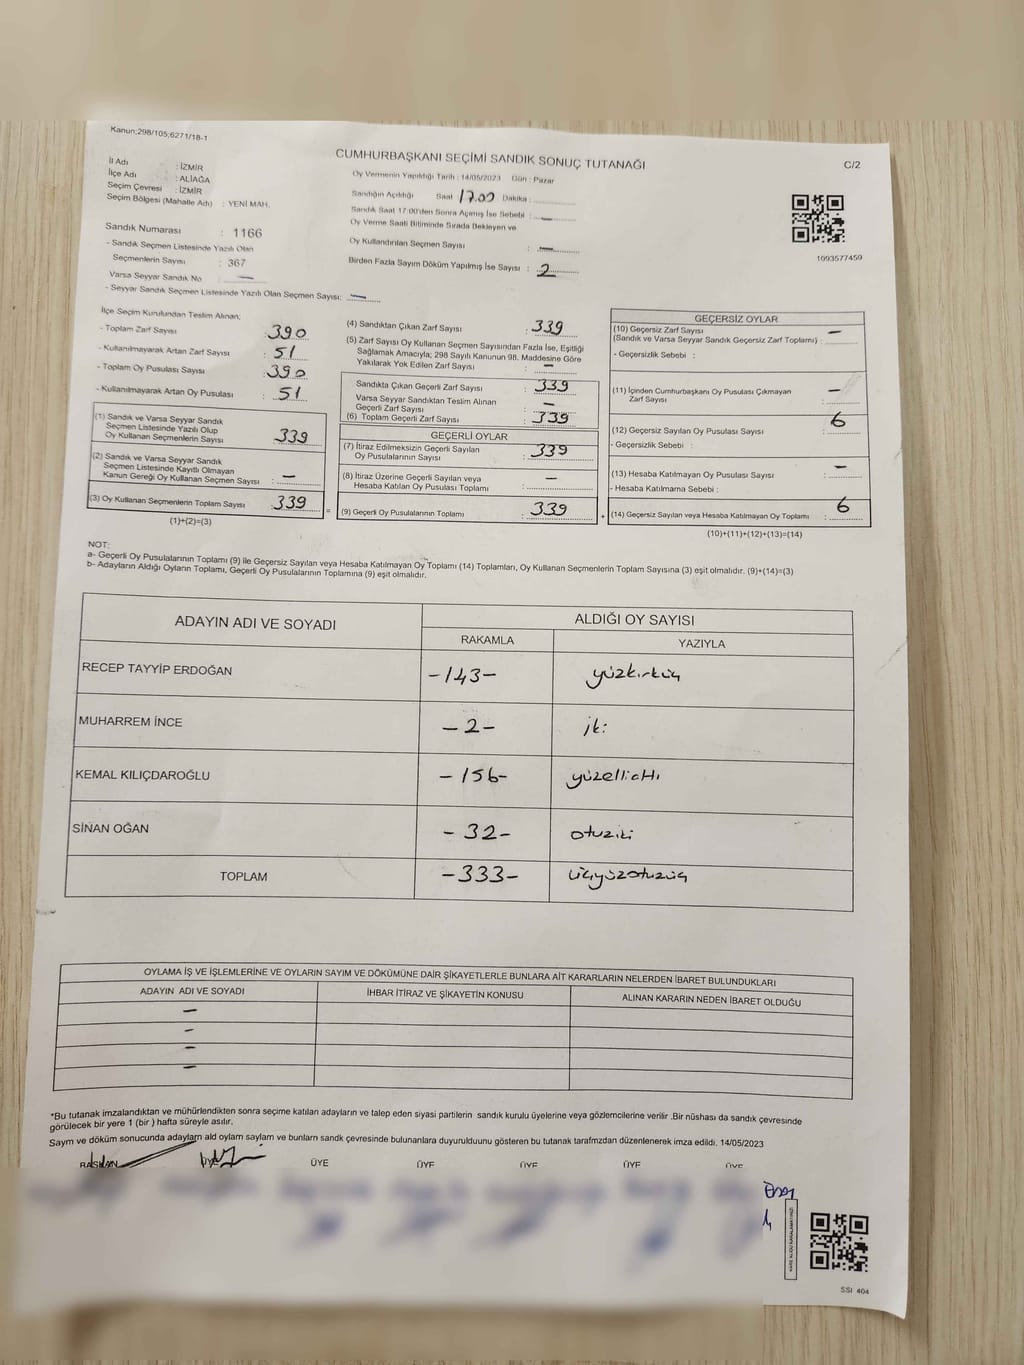 Kanun;298/105;6271/18-1
CUMHURBAŞKANI SEÇİMİ SANDIK SONUÇ TUTANAĞI
C/2
İl Adı : İZMİR
İlçe Adı : ALİAĞA
Seçim Çevresi : İZMİR
Seçim Bölgesi (Mahalle Adı) : YENİ MAH.
Sandık Numarası : 1166
- Sandık Seçmen Listesinde Yazılı Olan
Seçmenlerin Sayısı : 367
Varsa Seyyar Sandık No —
- Seyyar Sandık Seçmen Listesinde Yazılı Olan Seçmen Sayısı: —
Oy Vermenin Yapıldığı Tarih : 14/05/2023 Gün : Pazar
Sandığın Açıldığı Saat 17.00 Dakika :
Sandık Saat 17:00'den Sonra Açılmış İse Sebebi : —
Oy Verme Saati Bitiminde Sırada Bekleyen ve
Oy Kullandırılan Seçmen Sayısı : —
Birden Fazla Sayım Döküm Yapılmış İse Sayısı : 2
1093577459
İlçe Seçim Kurulundan Teslim Alınan;
- Toplam Zarf Sayısı : 390
- Kullanılmayarak Artan Zarf Sayısı : 51
- Toplam Oy Pusulası Sayısı : 390
- Kullanılmayarak Artan Oy Pusulası : 51
(1) Sandık ve Varsa Seyyar Sandık
Seçmen Listesinde Yazılı Olup
Oy Kullanan Seçmenlerin Sayısı 339
(2) Sandık ve Varsa Seyyar Sandık
Seçmen Listesinde Kayıtlı Olmayan
Kanun Gereği Oy Kullanan Seçmen Sayısı : —
(3) Oy Kullanan Seçmenlerin Toplam Sayısı : 339
(1)+(2)=(3)
=
(4) Sandıktan Çıkan Zarf Sayısı : 339
(5) Zarf Sayısı Oy Kullanan Seçmen Sayısından Fazla İse, Eşitliği
Sağlamak Amacıyla; 298 Sayılı Kanunun 98. Maddesine Göre
Yakılarak Yok Edilen Zarf Sayısı : —
Sandıkta Çıkan Geçerli Zarf Sayısı : 339
Varsa Seyyar Sandıktan Teslim Alınan
Geçerli Zarf Sayısı : —
(6) Toplam Geçerli Zarf Sayısı : 339
GEÇERLİ OYLAR
(7) İtiraz Edilmeksizin Geçerli Sayılan
Oy Pusulalarının Sayısı : 339
(8) İtiraz Üzerine Geçerli Sayılan veya
Hesaba Katılan Oy Pusulası Toplamı : —
(9) Geçerli Oy Pusulalarının Toplamı : 339
+
GEÇERSİZ OYLAR
(10) Geçersiz Zarf Sayısı —
(Sandık ve Varsa Seyyar Sandık Geçersiz Zarf Toplamı) :
- Geçersizlik Sebebi :
(11) İçinden Cumhurbaşkanı Oy Pusulası Çıkmayan
Zarf Sayısı : —
(12) Geçersiz Sayılan Oy Pusulası Sayısı : 6
- Geçersizlik Sebebi :
(13) Hesaba Katılmayan Oy Pusulası Sayısı : —
- Hesaba Katılmama Sebebi :
(14) Geçersiz Sayılan veya Hesaba Katılmayan Oy Toplamı : 6
(10)+(11)+(12)+(13)=(14)
NOT:
a- Geçerli Oy Pusulalarının Toplamı (9) İle Geçersiz Sayılan veya Hesaba Katılmayan Oy Toplamı (14) Toplamları, Oy Kullanan Seçmenlerin Toplam Sayısına (3) eşit olmalıdır. (9)+(14)=(3)
b- Adayların Aldığı Oyların Toplamı, Geçerli Oy Pusulalarının Toplamına (9) eşit olmalıdır.
ADAYIN ADI VE SOYADI
ALDIĞI OY SAYISI
RAKAMLA YAZIYLA
RECEP TAYYİP ERDOĞAN -143- yüzkırküç
MUHARREM İNCE -2- iki
KEMAL KILIÇDAROĞLU -156- yüzellialtı
SİNAN OĞAN -32- otuziki
TOPLAM -333- üçyüzotuzüç
OYLAMA İŞ VE İŞLEMLERİNE VE OYLARIN SAYIM VE DÖKÜMÜNE DAİR ŞİKAYETLERLE BUNLARA AİT KARARLARIN NELERDEN İBARET BULUNDUKLARI
ADAYIN ADI VE SOYADI İHBAR İTİRAZ VE ŞİKAYETİN KONUSU ALINAN KARARIN NEDEN İBARET OLDUĞU
—
—
—
—
*Bu tutanak imzalandıktan ve mühürlendikten sonra seçime katılan adayların ve talep eden siyasi partilerin sandık kurulu üyelerine veya gözlemcilerine verilir .Bir nüshası da sandık çevresinde
görülecek bir yere 1 (bir ) hafta süreyle asılır.
Sayım ve döküm sonucunda adayların ald oyların sayları ve bunların sandk çevresinde bulunanlara duyurulduunu gösteren bu tutanak tarafmzdan düzenlenerek imza edildi. 14/05/2023
BAŞKAN ÜYE ÜYE ÜYE ÜYE ÜYE
SSI 404